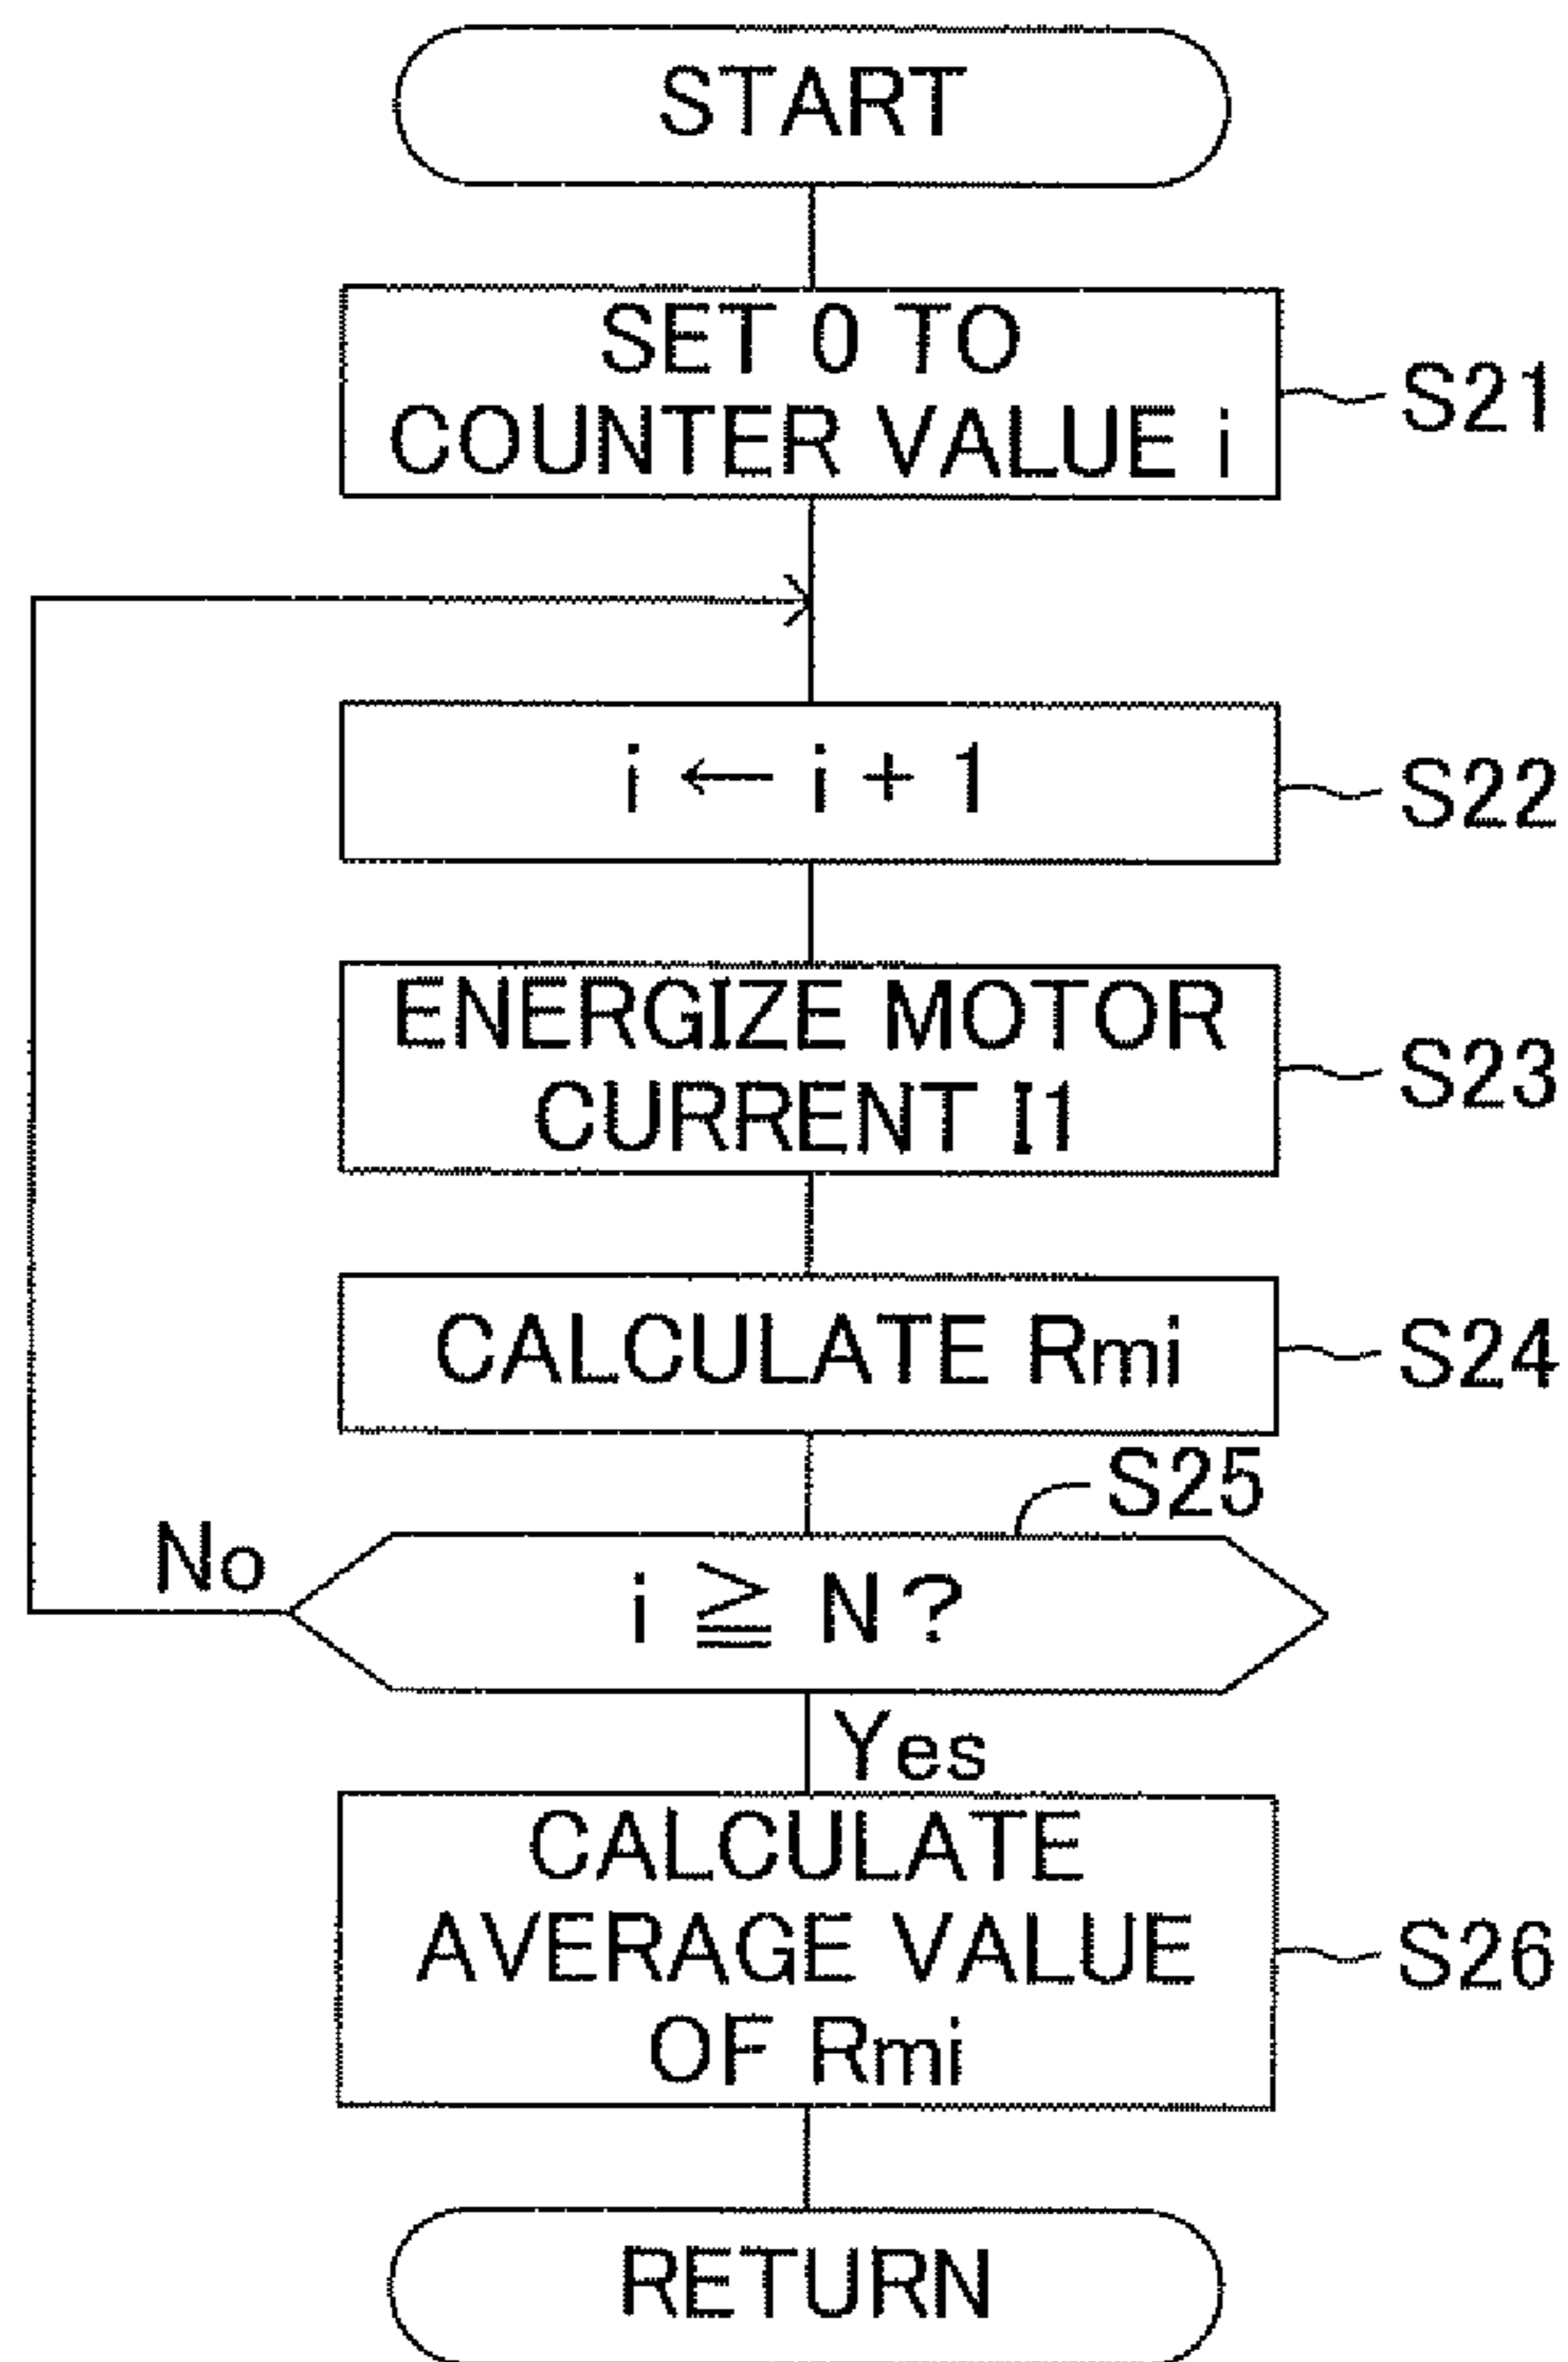 START
SET 0 TO
COUNTER VALUE i
S21
i ← i + 1
S22
ENERGIZE MOTOR
CURRENT I1
S23
CALCULATE Rmi
S24
S25
No
i ≧ N?
Yes
CALCULATE
AVERAGE VALUE
OF Rmi
S26
RETURN